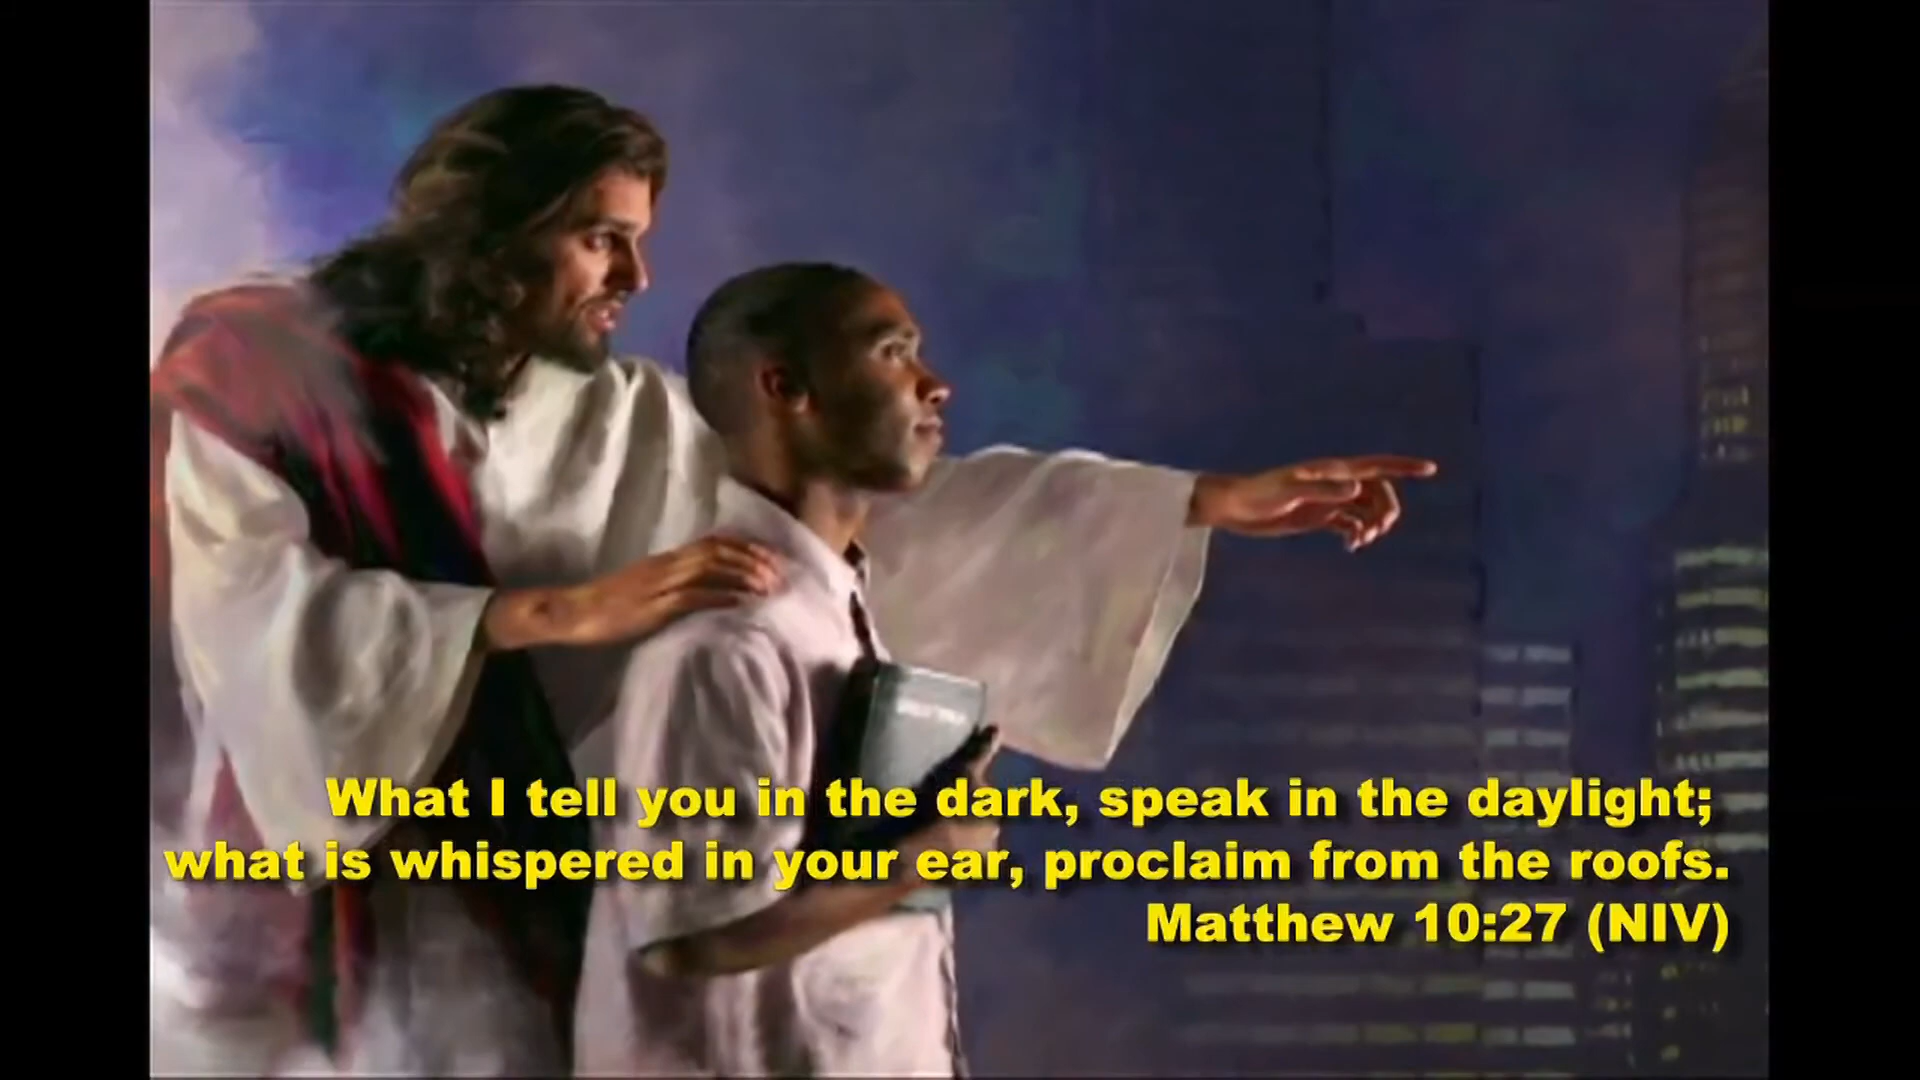 What I tell you in the dark, speak in the daylight;
what is whispered in your ear, proclaim from the roofs.
Matthew 10:27 (NIV)